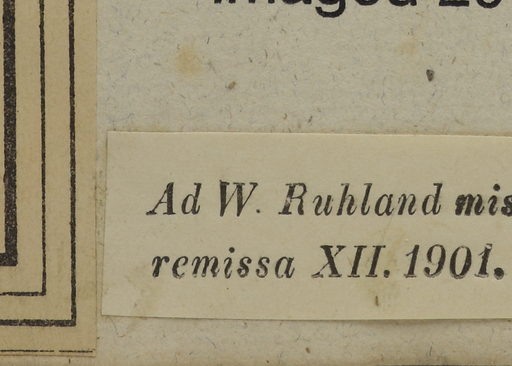 Ad W. Ruhland mis
remissa XII. 1901.